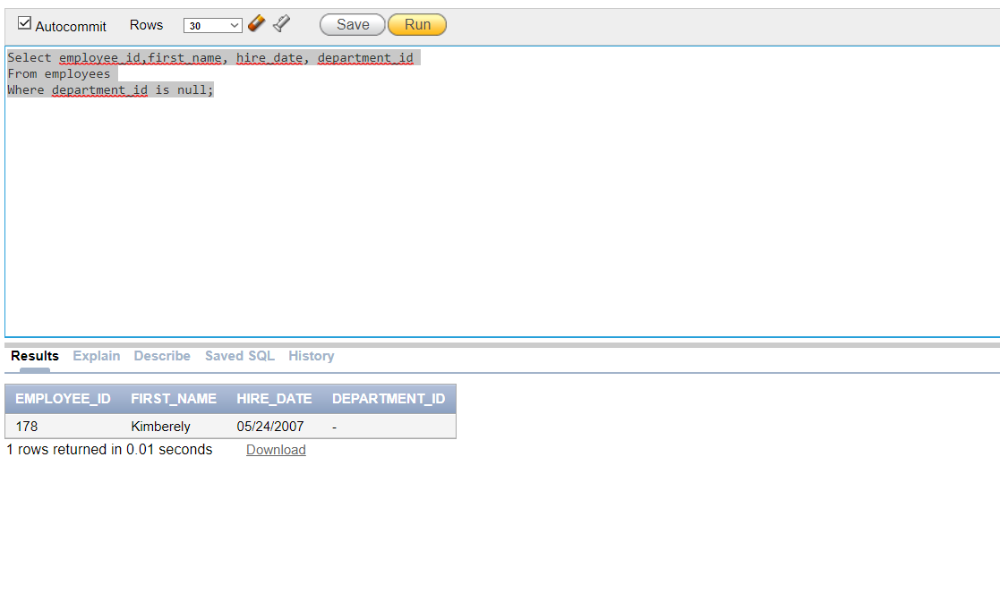 Autocommit Rows 30 Save Run
Select employee_id,first_name, hire_date, department_id
From employees
Where department_id is null;
Results Explain Describe Saved SQL History
EMPLOYEE_ID FIRST_NAME HIRE_DATE DEPARTMENT_ID
178 Kimberely 05/24/2007 -
1 rows returned in 0.01 seconds Download